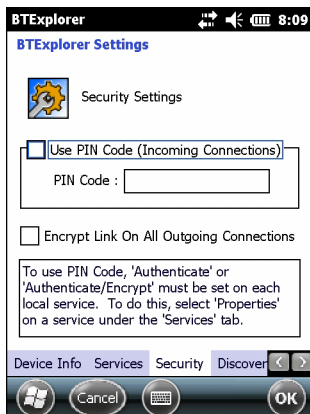 BTExplorer 8:09
BTExplorer Settings
Security Settings
Use PIN Code (Incoming Connections)
PIN Code :
Encrypt Link On All Outgoing Connections
To use PIN Code, 'Authenticate' or
'Authenticate/Encrypt' must be set on each
local service. To do this, select 'Properties'
on a service under the 'Services' tab.
Device Info Services Security Discover
Cancel OK